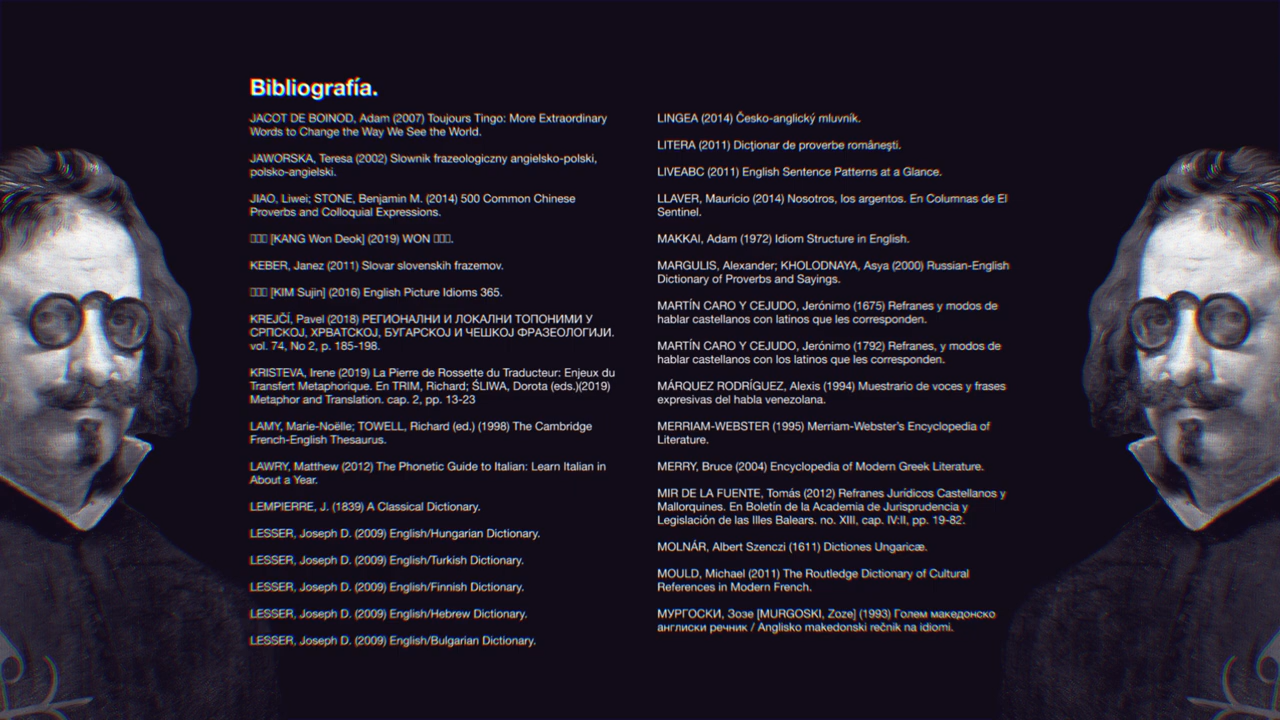 Bibliografía.
JACOT DE BOINOD, Adam (2007) Toujours Tingo: More Extraordinary
Words to Change the Way We See the World.
JAWORSKA, Teresa (2002) Slownik frazeologiczny angielsko-polski,
polsko-angielski.
JIAO, Liwei; STONE, Benjamin M. (2014) 500 Common Chinese
Proverbs and Colloquial Expressions.
[KANG Won Deok] (2019) WON
KEBER, Janez (2011) Slovar slovenskih frazemov.
[KIM Sujin] (2016) English Picture Idioms 365.
KREJČÍ, Pavel (2018) РЕГИОНАЛНИ И ЛОКАЛНИ ТОПОНИМИ У
СРПСКОЈ, ХРВАТСКОЈ, БУГАРСКОЈ И ЧЕШКОЈ ФРАЗЕОЛОГИЈИ.
vol. 74, No 2, p. 185-198.
KRISTEVA, Irene (2019) La Pierre de Rossette du Traducteur: Enjeux du
Transfert Metaphorique. En TRIM, Richard; ŚLIWA, Dorota (eds.)(2019)
Metaphor and Translation. cap. 2, pp. 13-23
LAMY, Marie-Noëlle; TOWELL, Richard (ed.) (1998) The Cambridge
French-English Thesaurus.
LAWRY, Matthew (2012) The Phonetic Guide to Italian: Learn Italian in
About a Year.
LEMPIERRE, J. (1839) A Classical Dictionary.
LESSER, Joseph D. (2009) English/Hungarian Dictionary.
LESSER, Joseph D. (2009) English/Turkish Dictionary.
LESSER, Joseph D. (2009) English/Finnish Dictionary.
LESSER, Joseph D. (2009) English/Hebrew Dictionary.
LESSER, Joseph D. (2009) English/Bulgarian Dictionary.
LINGEA (2014) Česko-anglický mluvník.
LITERA (2011) Dicţionar de proverbe româneşti.
LIVEABC (2011) English Sentence Patterns at a Glance.
LLAVER, Mauricio (2014) Nosotros, los argentos. En Columnas de El
Sentinel.
MAKKAI, Adam (1972) Idiom Structure in English.
MARGULIS, Alexander; KHOLODNAYA, Asya (2000) Russian-English
Dictionary of Proverbs and Sayings.
MARTÍN CARO Y CEJUDO, Jerónimo (1675) Refranes y modos de
hablar castellanos con latinos que les corresponden.
MARTÍN CARO Y CEJUDO, Jerónimo (1792) Refranes, y modos de
hablar castellanos con los latinos que les corresponden.
MÁRQUEZ RODRÍGUEZ, Alexis (1994) Muestrario de voces y frases
expresivas del habla venezolana.
MERRIAM-WEBSTER (1995) Merriam-Webster's Encyclopedia of
Literature.
MERRY, Bruce (2004) Encyclopedia of Modern Greek Literature.
MIR DE LA FUENTE, Tomás (2012) Refranes Jurídicos Castellanos y
Mallorquines. En Boletín de la Academia de Jurisprudencia y
Legislación de las Illes Balears. no. XIII, cap. IV:II, pp. 19-82.
MOLNÁR, Albert Szenczi (1611) Dictiones Ungaricæ.
MOULD, Michael (2011) The Routledge Dictionary of Cultural
References in Modern French.
МУРГОСКИ, Зозе [MURGOSKI, Zoze] (1993) Голем македонско
англиски речник / Anglisko makedonski rečnik na idiomi.